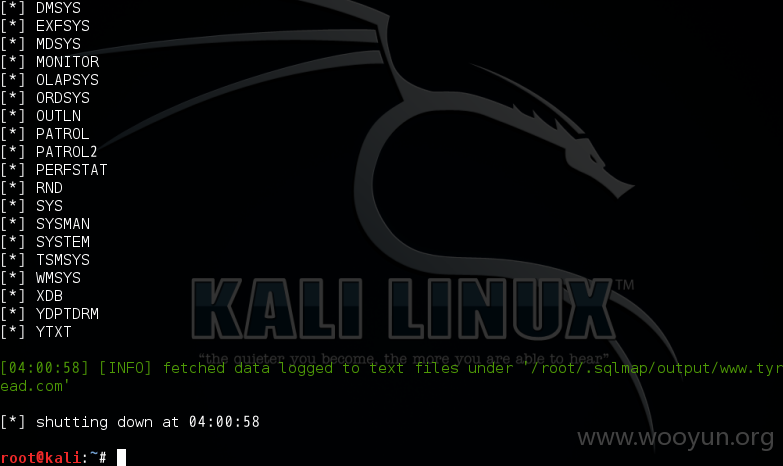 [*] DMSYS
[*] EXFSYS
[*] MDSYS
[*] MONITOR
[*] OLAPSYS
[*] ORDSYS
[*] OUTLN
[*] PATROL
[*] PATROL2
[*] PERFSTAT
[*] RND
[*] SYS
[*] SYSMAN
[*] SYSTEM
[*] TSMSYS
[*] WMSYS
[*] XDB
[*] YDPTDRM
[*] YTXT
KALI LINUX™
“the quieter you become, the more you are able to hear”
[04:00:58] [INFO] fetched data logged to text files under '/root/.sqlmap/output/www.tyr
ead.com'
[*] shutting down at 04:00:58
www.wooyun.org
root@kali:~#